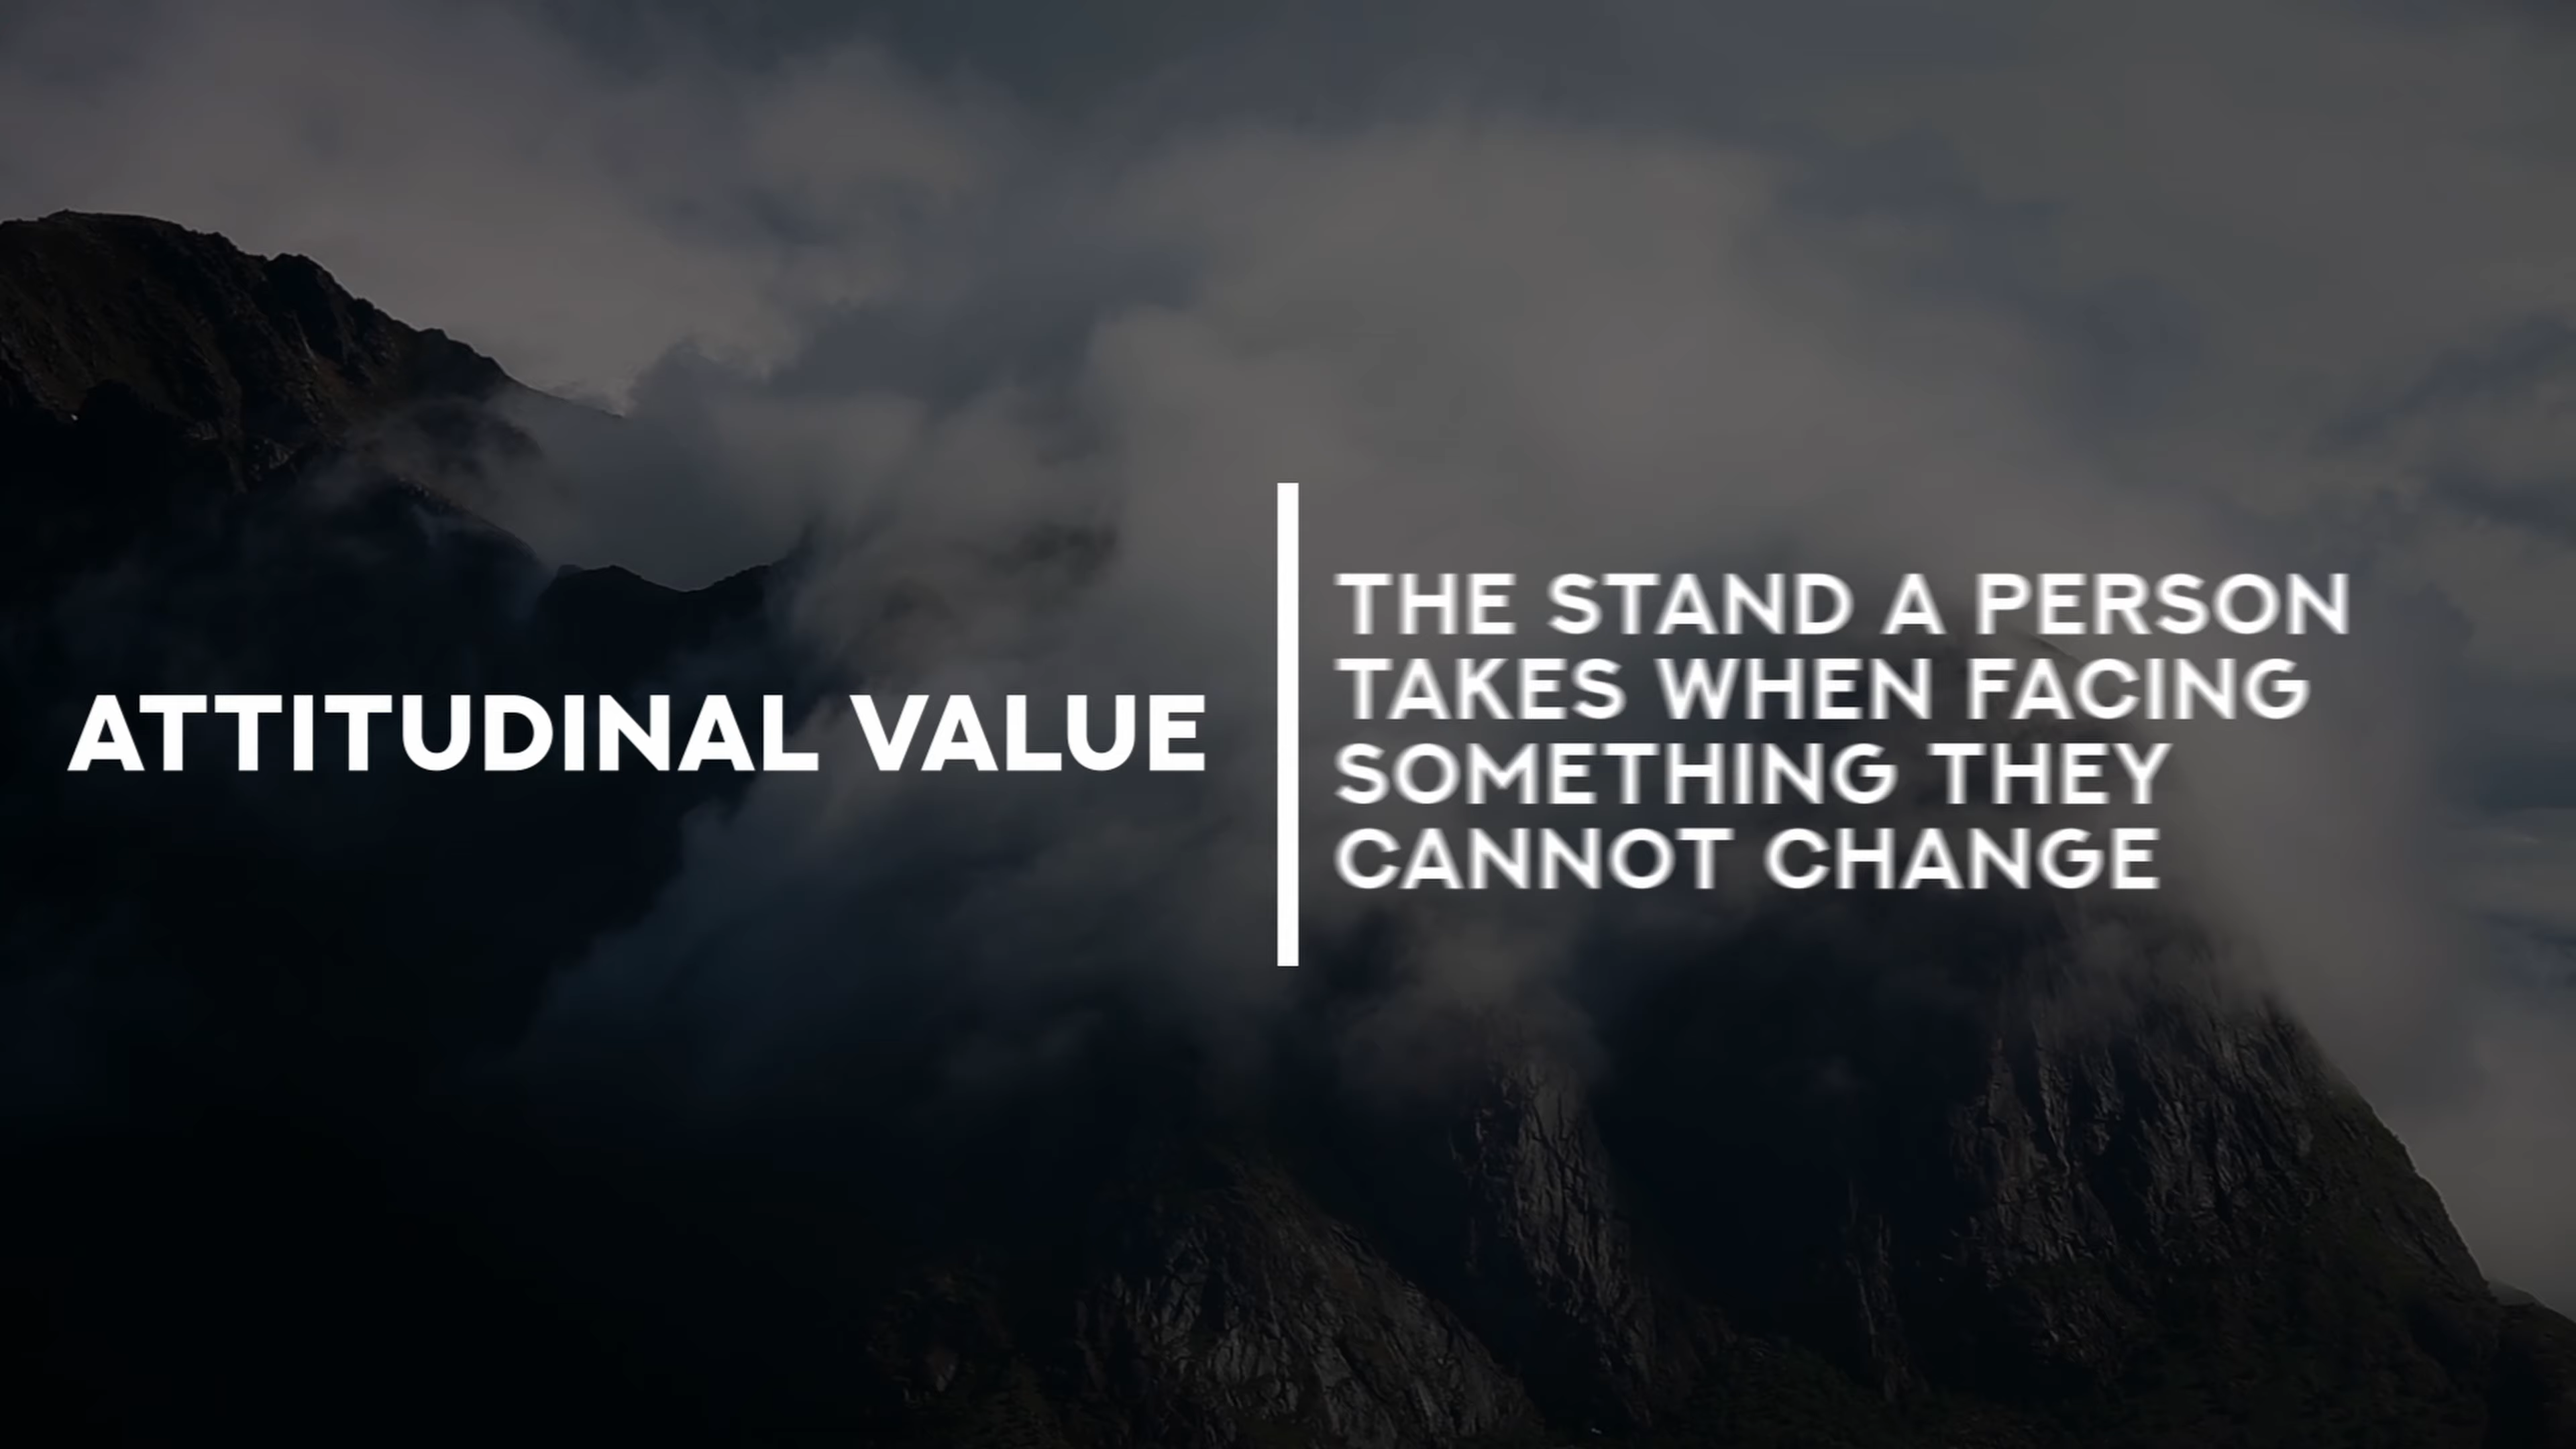 ATTITUDINAL VALUE
THE STAND A PERSON
TAKES WHEN FACING
SOMETHING THEY
CANNOT CHANGE